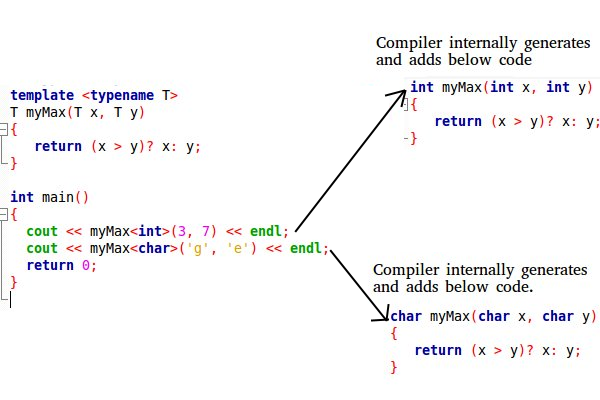 template <typename T>
T myMax(T x, T y)
{
return (x > y)? x: y;
}
int main()
{
cout << myMax<int>(3, 7) << endl;
cout << myMax<char>('g', 'e') << endl;
return 0;
}
Compiler internally generates
and adds below code
int myMax(int x, int y)
{
return (x > y)? x: y;
}
Compiler internally generates
and adds below code.
char myMax(char x, char y)
{
return (x > y)? x: y;
}